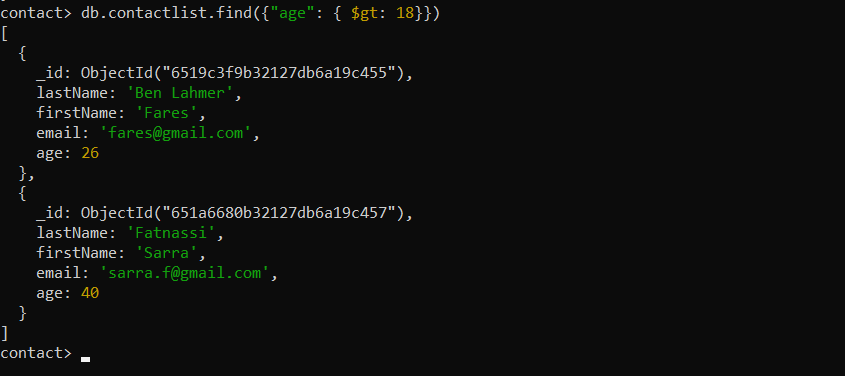 contact> db.contactlist.find({"age": { $gt: 18}})
[
  {
    _id: ObjectId("6519c3f9b32127db6a19c455"),
    lastName: 'Ben Lahmer',
    firstName: 'Fares',
    email: 'fares@gmail.com',
    age: 26
  },
  {
    _id: ObjectId("651a6680b32127db6a19c457"),
    lastName: 'Fatnassi',
    firstName: 'Sarra',
    email: 'sarra.f@gmail.com',
    age: 40
  }
]
contact>